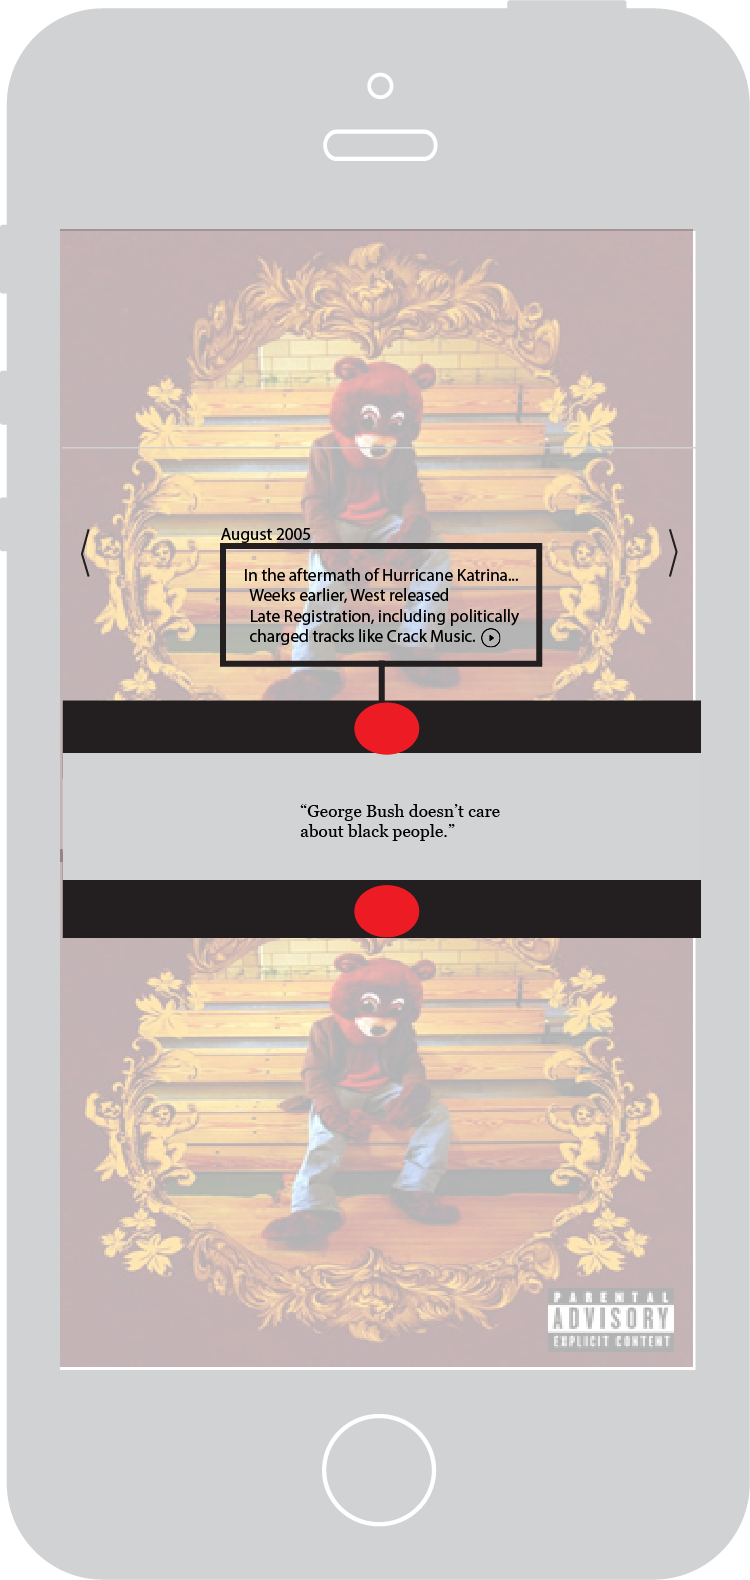 August 2005
In the aftermath of Hurricane Katrina...
Weeks earlier, West released
Late Registration, including politically
charged tracks like Crack Music.
“George Bush doesn’t care
about black people.”
PARENTAL
ADVISORY
EXPLICIT CONTENT